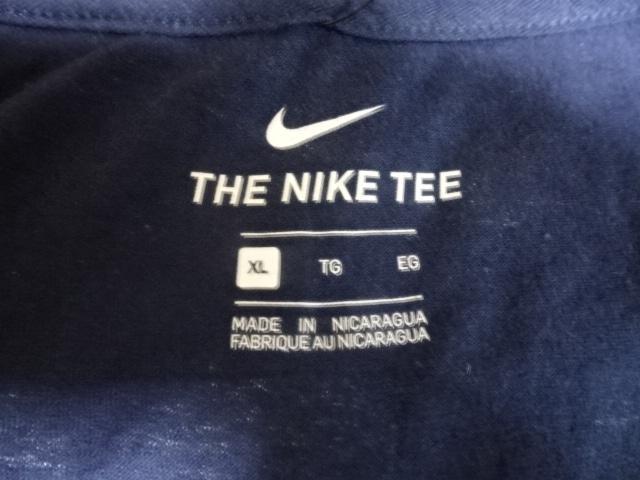 THE NIKE TEE
XL TG EG
MADE IN NICARAGUA
FABRIQUE AU NICARAGUA